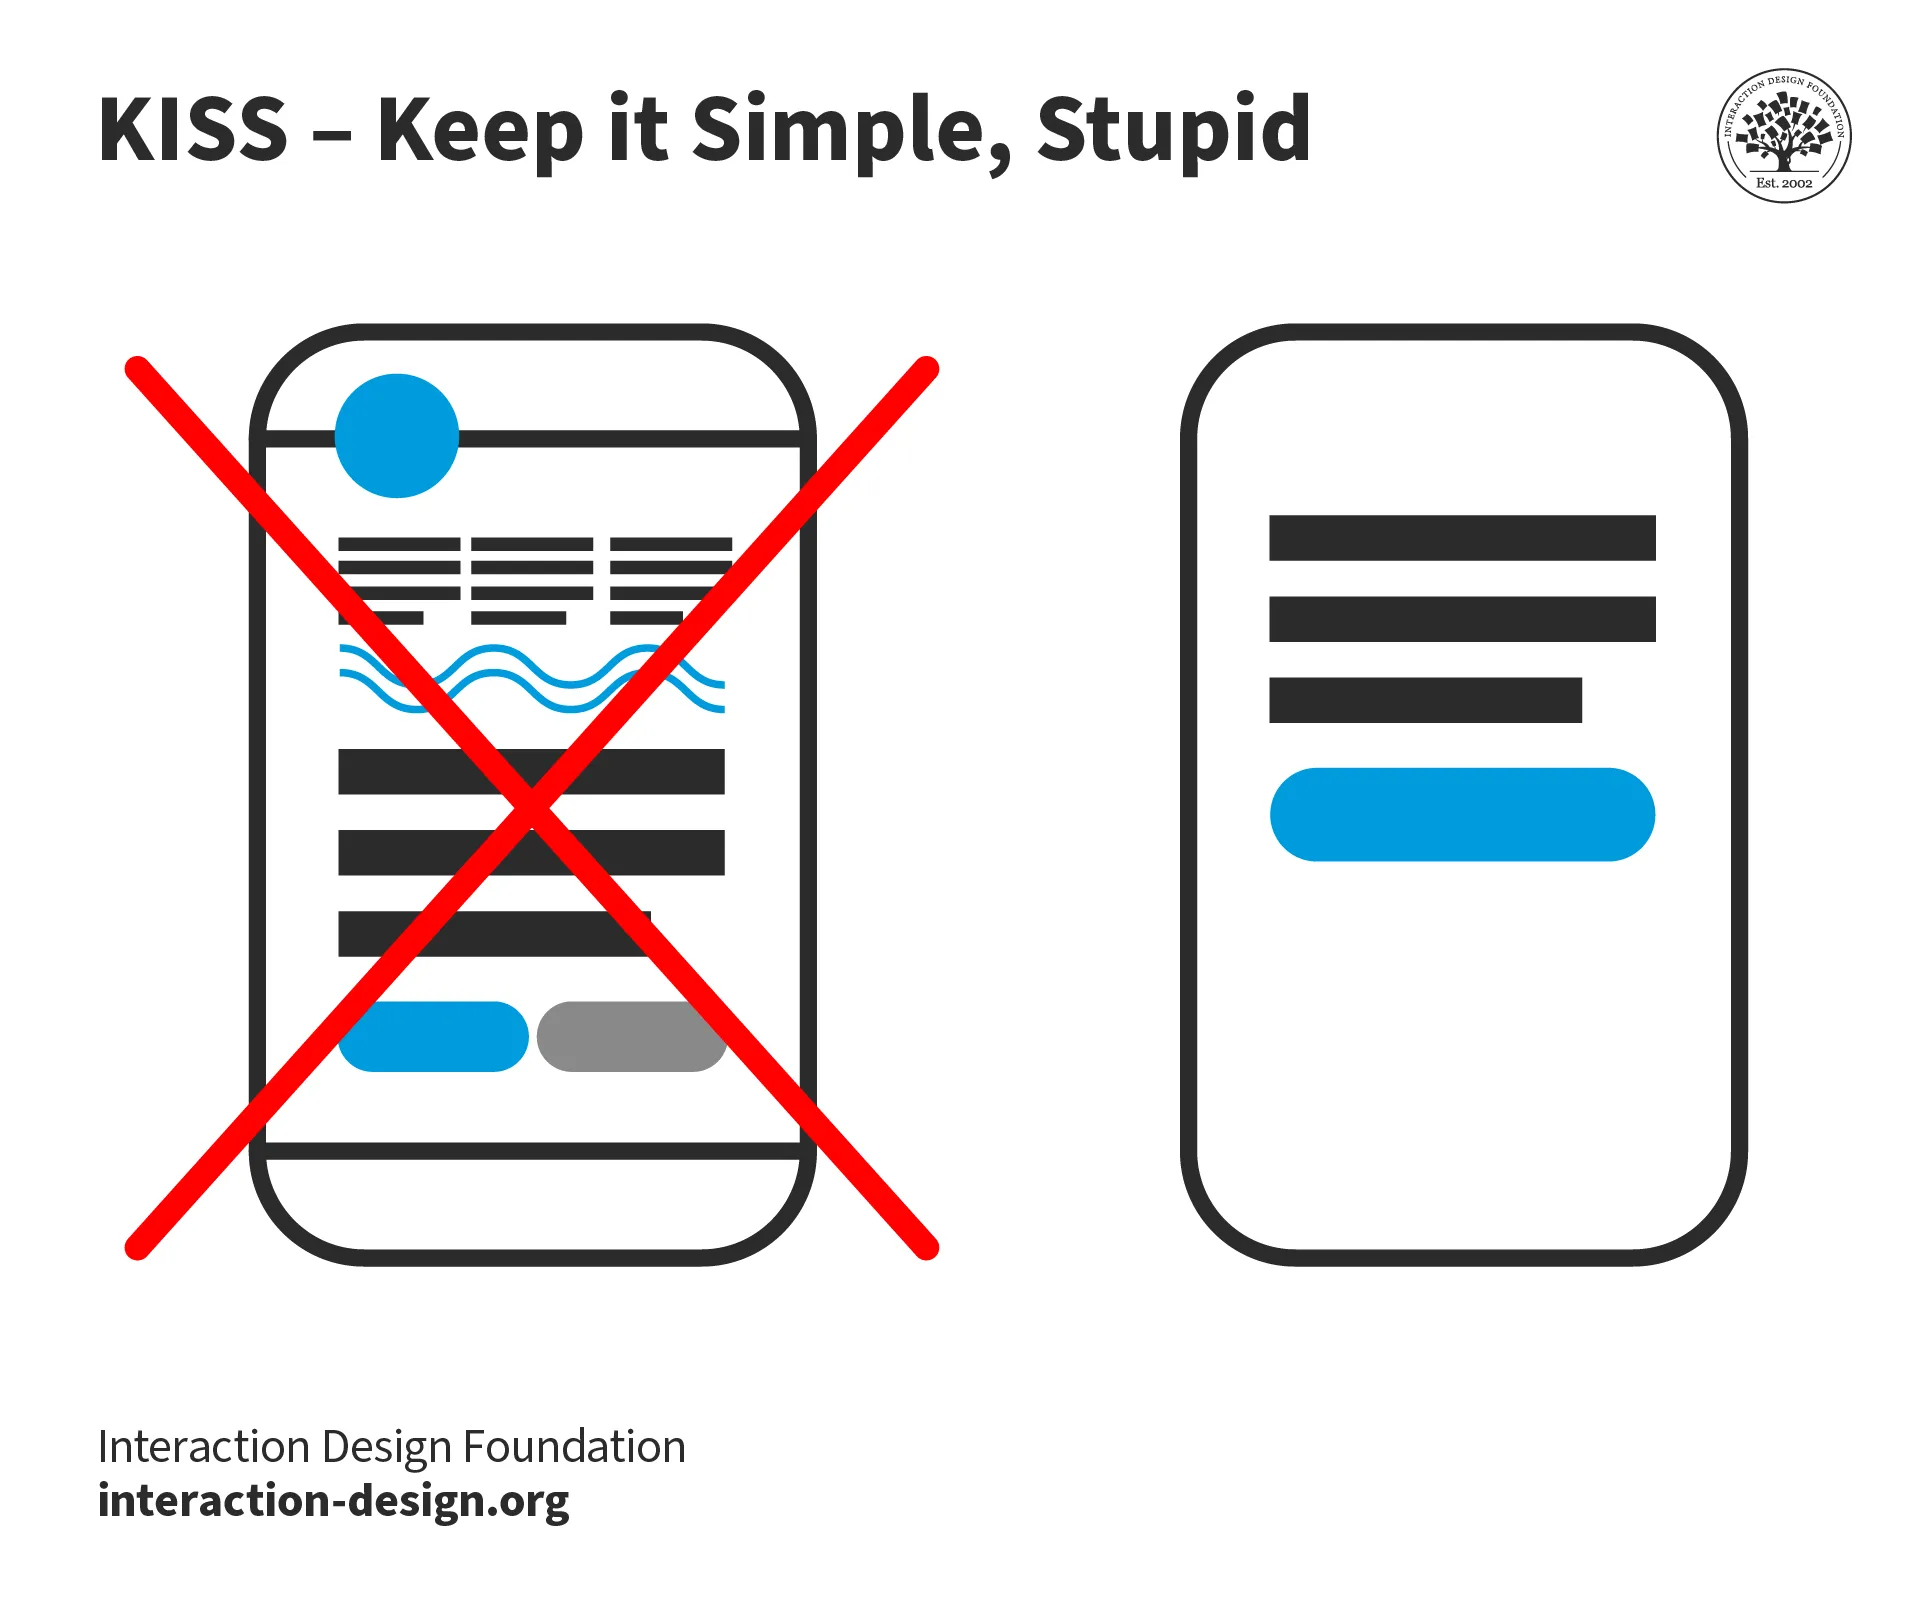 KISS – Keep it Simple, Stupid
INTERACTION DESIGN FOUNDATION
Est. 2002
Interaction Design Foundation
interaction-design.org